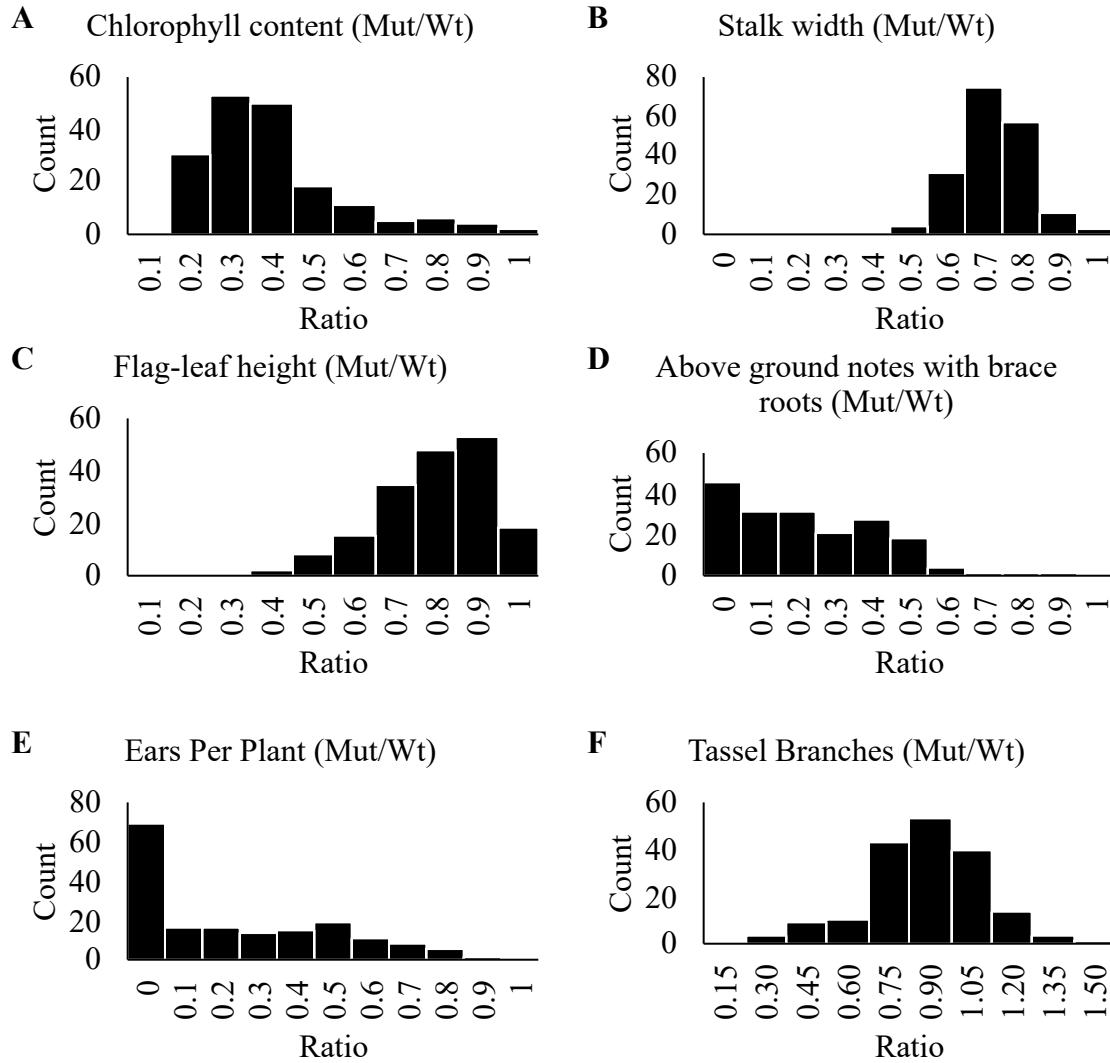 A
Chlorophyll content (Mut/Wt)
60
40
20
0
Count
0.1 0.2 0.3 0.4 0.5 0.6 0.7 0.8 0.9 1
Ratio
B
Stalk width (Mut/Wt)
80
60
40
20
0
Count
0 0.1 0.2 0.3 0.4 0.5 0.6 0.7 0.8 0.9 1
Ratio
C
Flag-leaf height (Mut/Wt)
60
40
20
0
Count
0.1 0.2 0.3 0.4 0.5 0.6 0.7 0.8 0.9 1
Ratio
D
Above ground notes with brace
roots (Mut/Wt)
60
40
20
0
Count
0 0.1 0.2 0.3 0.4 0.5 0.6 0.7 0.8 0.9 1
Ratio
E
Ears Per Plant (Mut/Wt)
80
60
40
20
0
Count
0 0.1 0.2 0.3 0.4 0.5 0.6 0.7 0.8 0.9 1
Ratio
F
Tassel Branches (Mut/Wt)
60
40
20
0
Count
0.15 0.30 0.45 0.60 0.75 0.90 1.05 1.20 1.35 1.50
Ratio